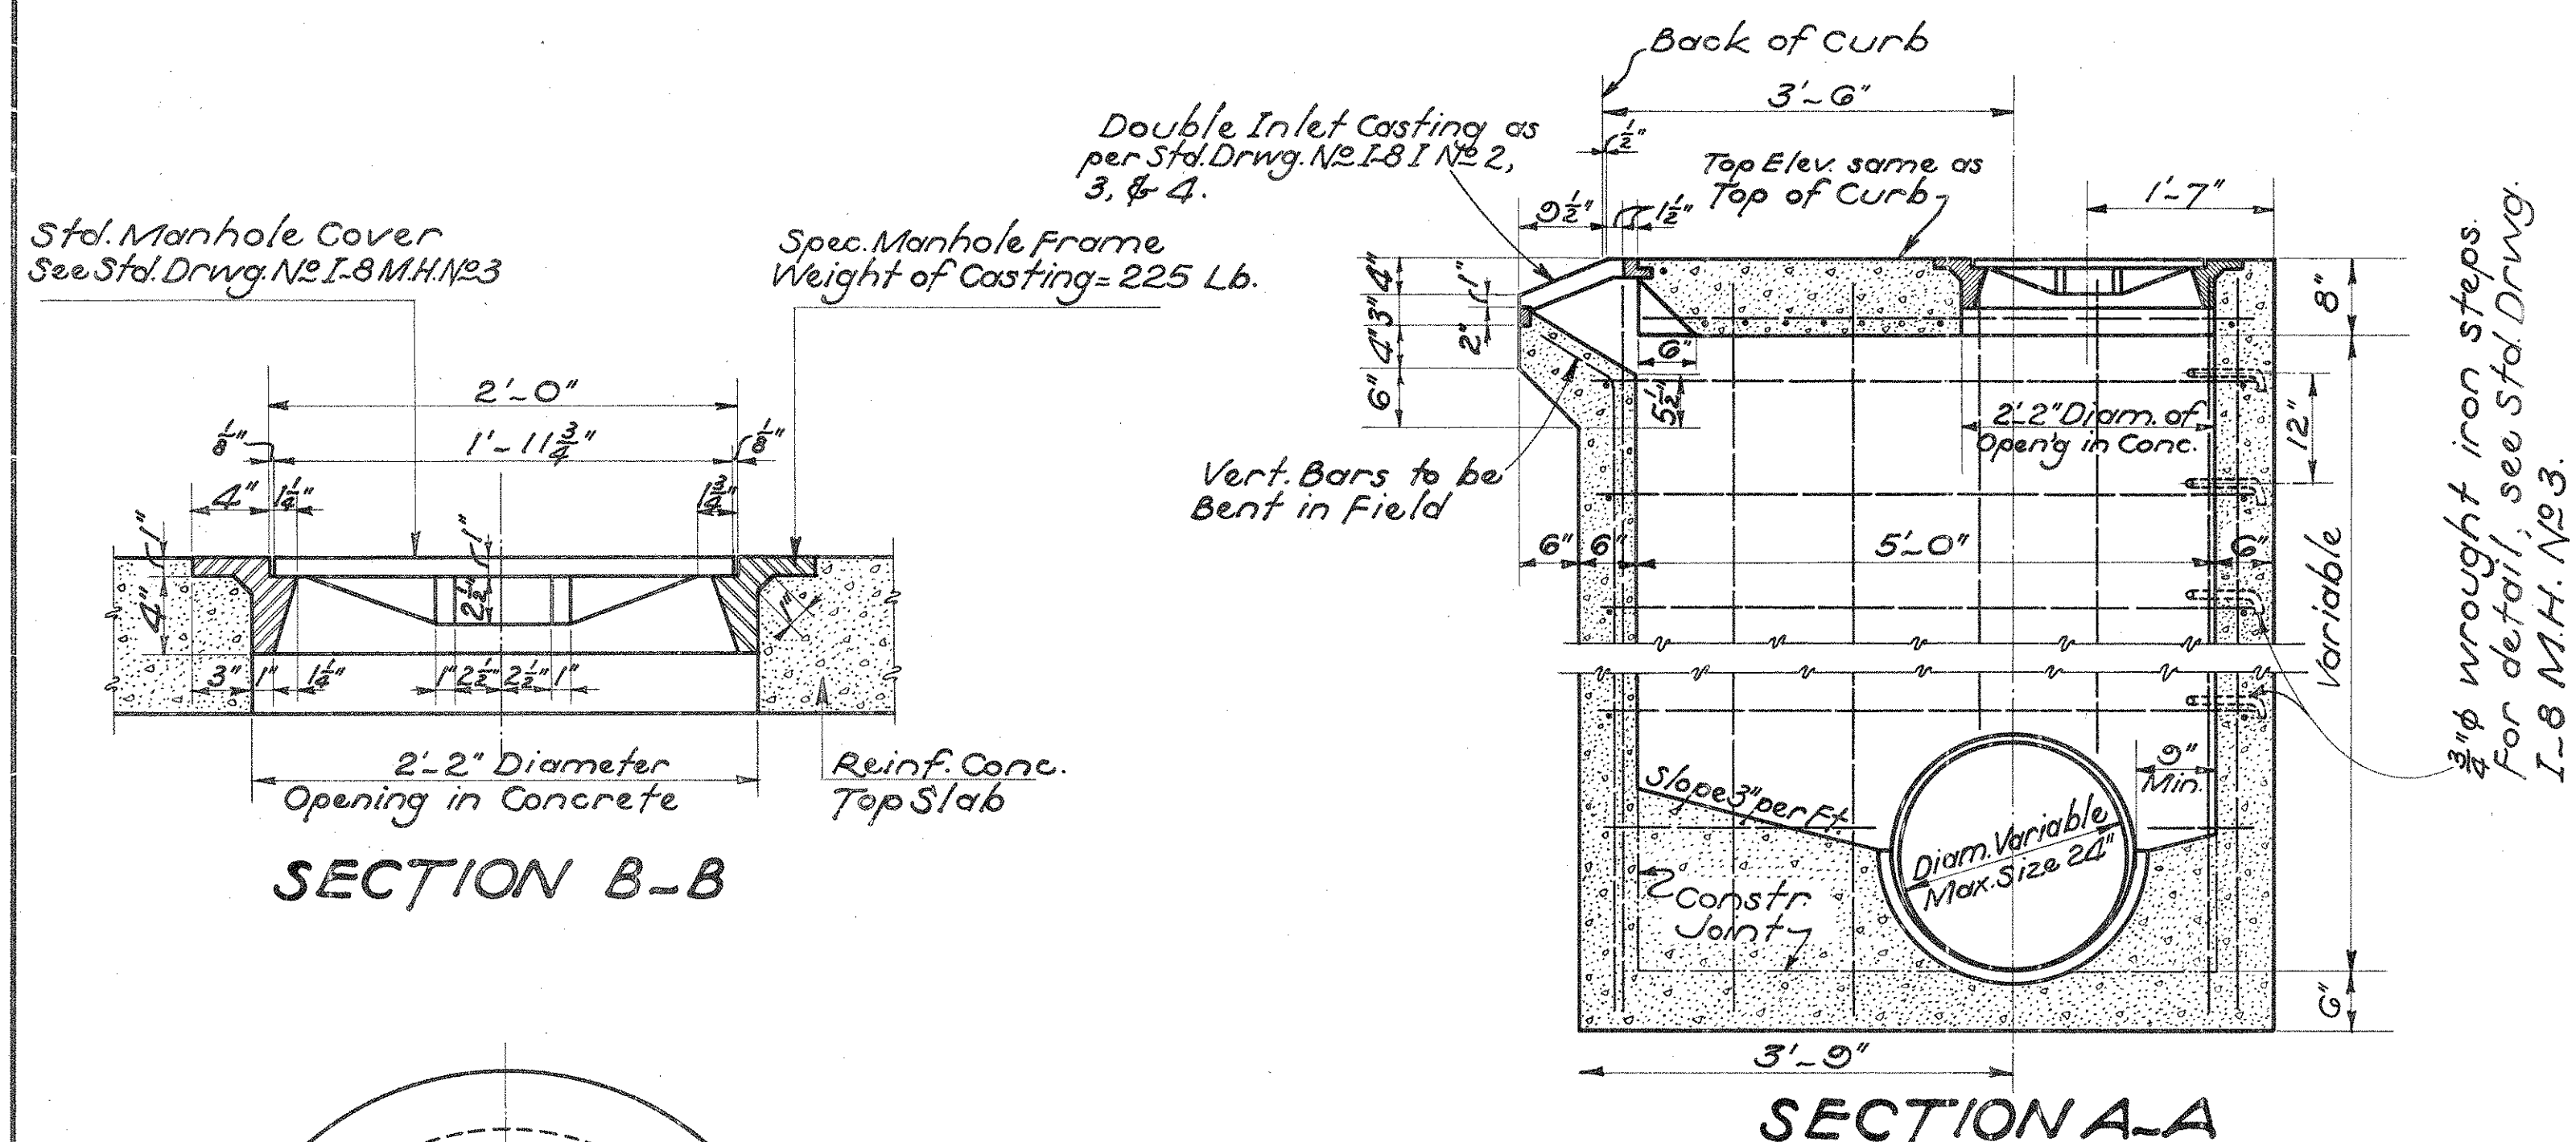 Std. Manhole Cover
See Std. Drwg. Nº I-8 M.H. Nº 3
Spec. Manhole Frame
Weight of Casting = 225 Lb.
2'-0"
1/8"
1'-11 3/4"
1/8"
4"
1 1/4"
1 3/4"
1"
1"
4"
2 1/2"
1"
3"
1"
1 1/4"
1"
2 1/2"
2 1/2"
1"
2'-2" Diameter
Opening in Concrete
Reinf. Conc.
Top Slab
SECTION B-B
Back of Curb
3'-6"
Double Inlet Casting as
per Std. Drwg. Nº I-8 I Nº 2,
3, & 4.
1/2"
Top Elev. same as
Top of Curb
1'-7"
9 1/2"
1 1/2"
4"
1"
3"
2"
4"
6"
8"
6"
5 1/2"
2'-2" Diam. of
Open'g in Conc.
12"
Vert. Bars to be
Bent in Field
6"
6"
5'-0"
6"
Variable
3/4" φ wrought iron steps.
For detail, see Std. Drwg.
I-8 M.H. Nº 3.
9"
Min.
Slope 3" per Ft.
Diam. Variable
Max. Size 24"
Constr.
Joint
6"
3'-9"
SECTION A-A